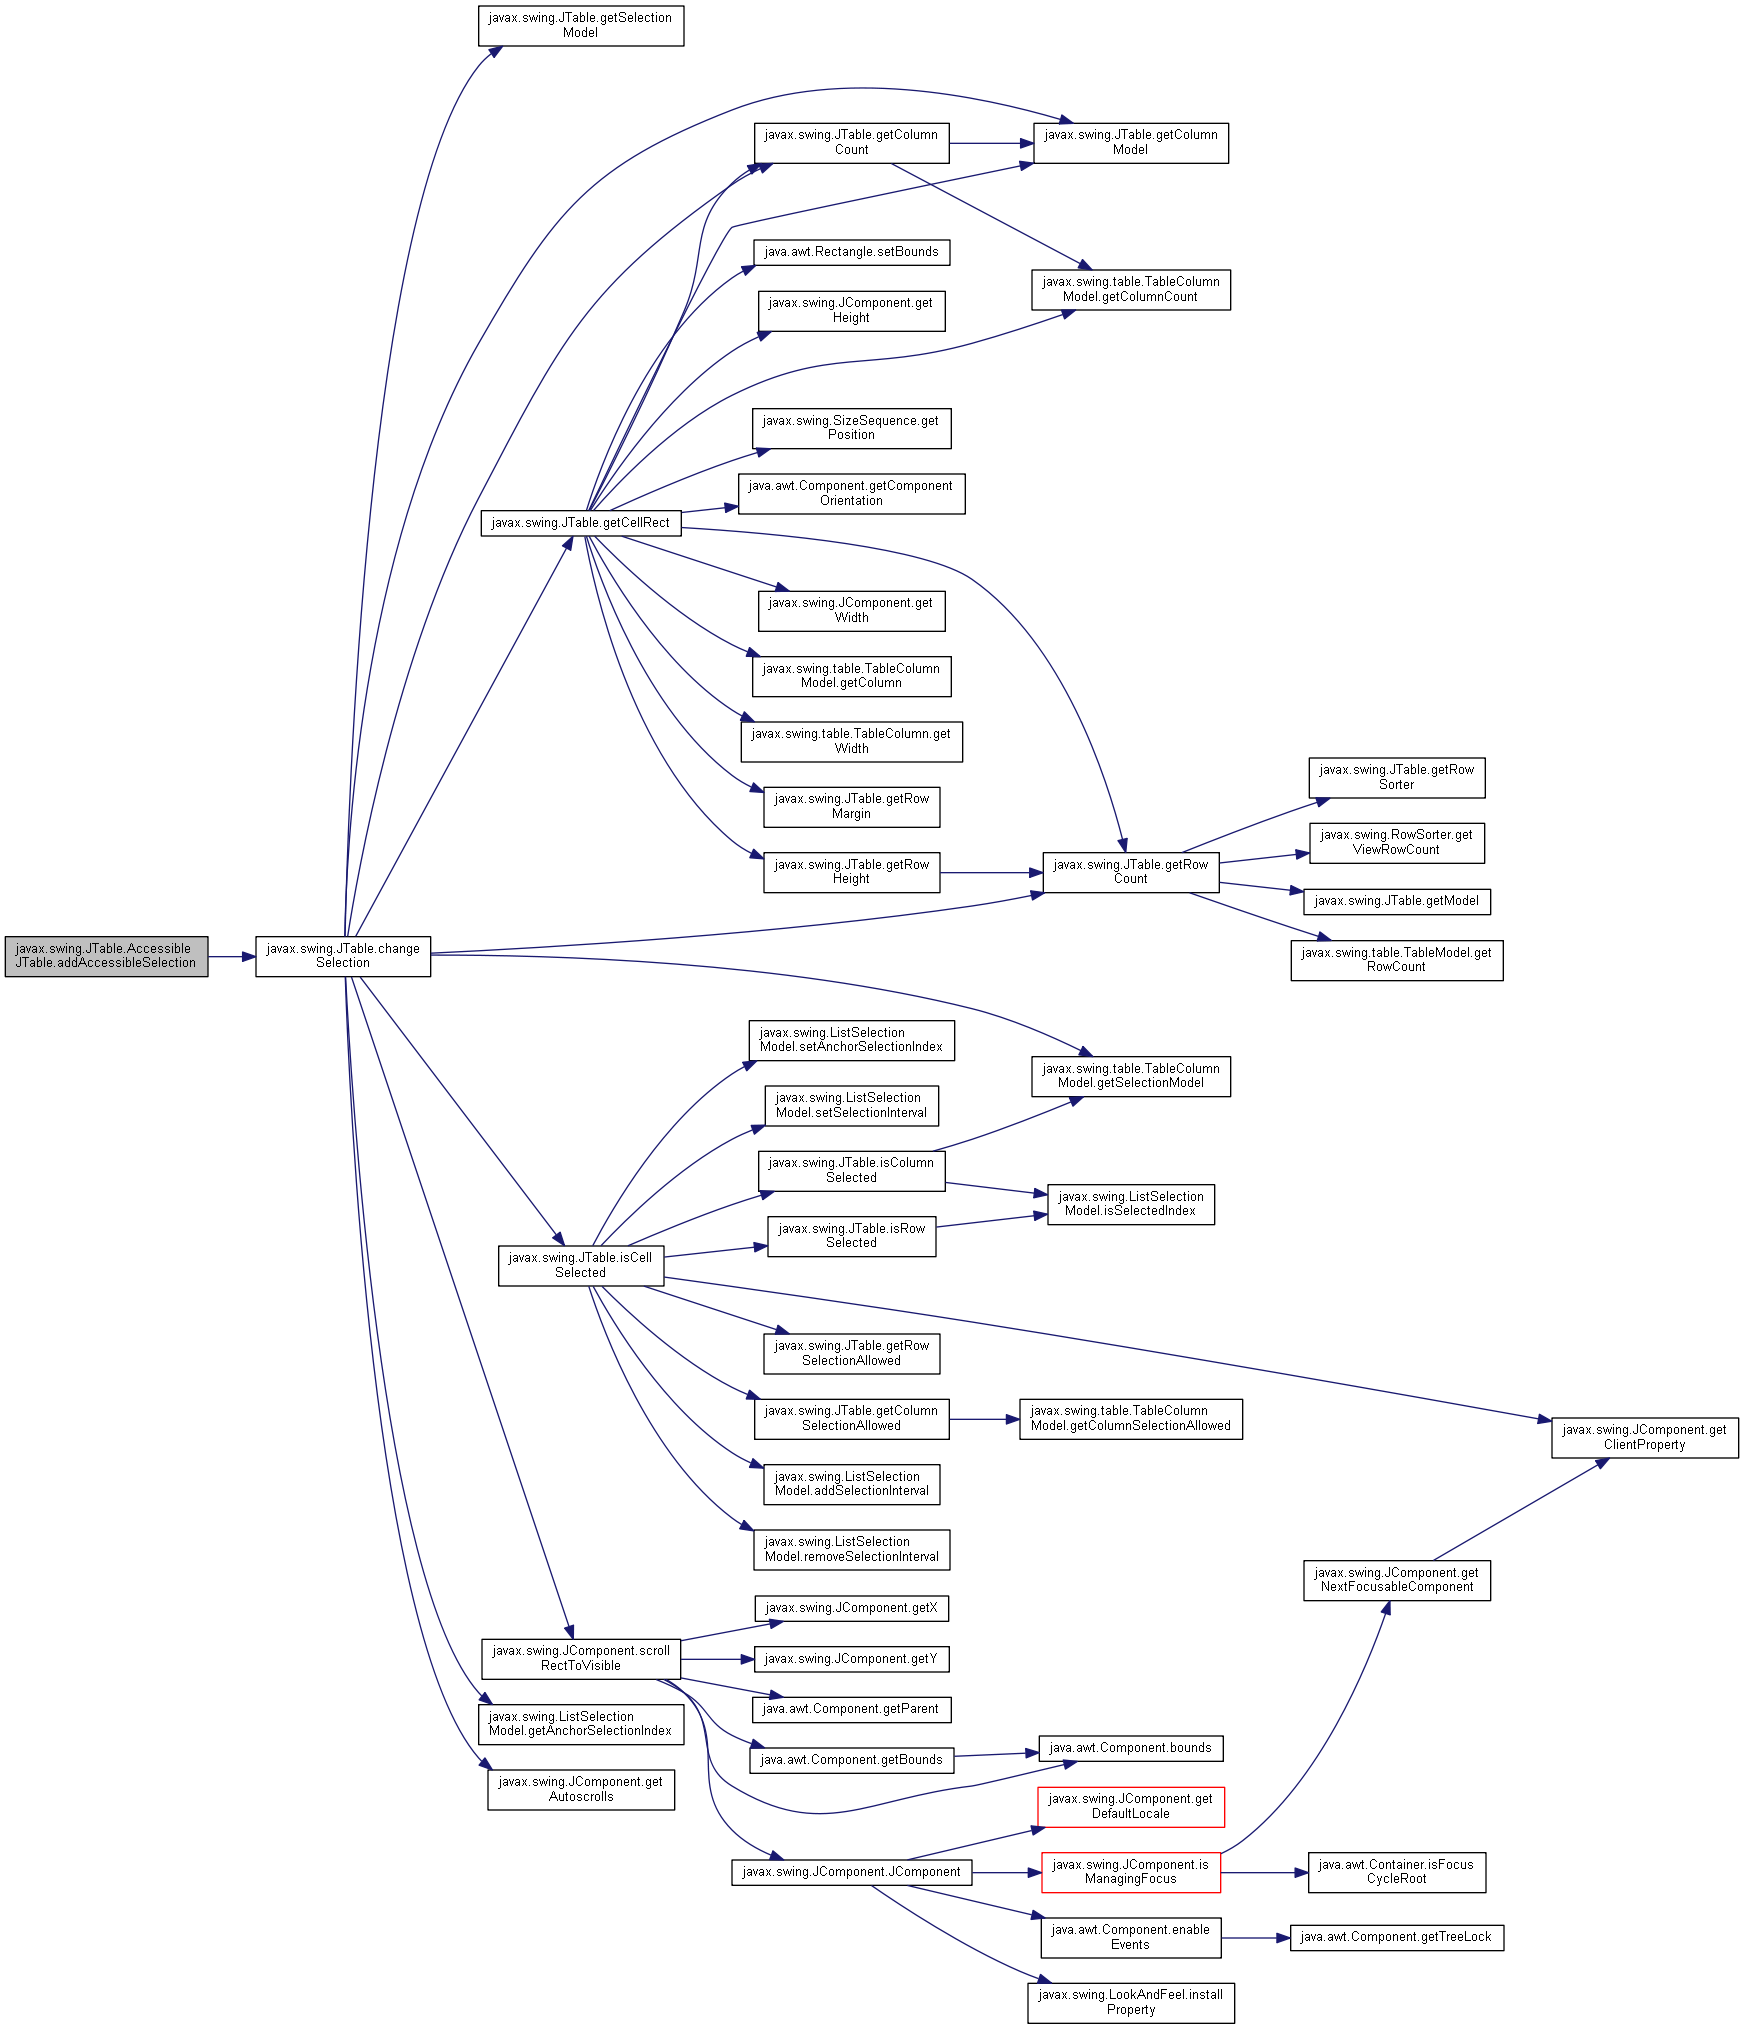 javax.swing.JTable.getSelection
Model
javax.swing.JTable.getColumn
Count
javax.swing.JTable.getColumn
Model
java.awt.Rectangle.setBounds
javax.swing.table.TableColumn
Model.getColumnCount
javax.swing.JComponent.get
Height
javax.swing.SizeSequence.get
Position
java.awt.Component.getComponent
Orientation
javax.swing.JTable.getCellRect
javax.swing.JComponent.get
Width
javax.swing.table.TableColumn
Model.getColumn
javax.swing.table.TableColumn.get
Width
javax.swing.JTable.getRow
Margin
javax.swing.JTable.getRow
Height
javax.swing.JTable.getRow
Count
javax.swing.JTable.getRow
Sorter
javax.swing.RowSorter.get
ViewRowCount
javax.swing.JTable.getModel
javax.swing.table.TableModel.get
RowCount
javax.swing.JTable.Accessible
JTable.addAccessibleSelection
javax.swing.JTable.change
Selection
javax.swing.ListSelection
Model.setAnchorSelectionIndex
javax.swing.table.TableColumn
Model.getSelectionModel
javax.swing.ListSelection
Model.setSelectionInterval
javax.swing.JTable.isColumn
Selected
javax.swing.ListSelection
Model.isSelectedIndex
javax.swing.JTable.isRow
Selected
javax.swing.JTable.isCell
Selected
javax.swing.JTable.getRow
SelectionAllowed
javax.swing.JTable.getColumn
SelectionAllowed
javax.swing.table.TableColumn
Model.getColumnSelectionAllowed
javax.swing.JComponent.get
ClientProperty
javax.swing.ListSelection
Model.addSelectionInterval
javax.swing.ListSelection
Model.removeSelectionInterval
javax.swing.JComponent.get
NextFocusableComponent
javax.swing.JComponent.getX
javax.swing.JComponent.scroll
RectToVisible
javax.swing.JComponent.getY
java.awt.Component.getParent
javax.swing.ListSelection
Model.getAnchorSelectionIndex
java.awt.Component.getBounds
java.awt.Component.bounds
javax.swing.JComponent.get
Autoscrolls
javax.swing.JComponent.get
DefaultLocale
javax.swing.JComponent.JComponent
javax.swing.JComponent.is
ManagingFocus
java.awt.Container.isFocus
CycleRoot
java.awt.Component.enable
Events
java.awt.Component.getTreeLock
javax.swing.LookAndFeel.install
Property